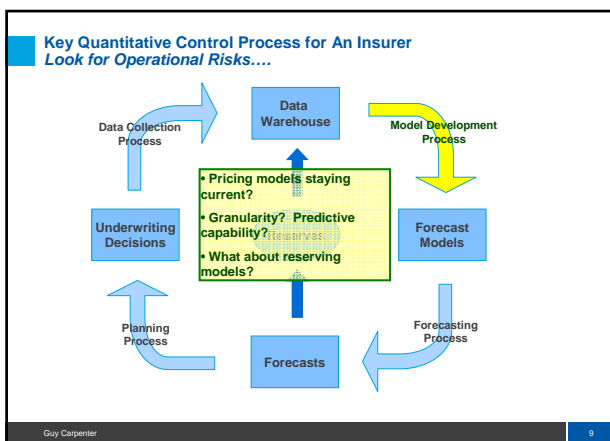 Key Quantitative Control Process for An Insurer
Look for Operational Risks….
Data
Warehouse
Data Collection
Process
Model Development
Process
• Pricing models staying
current?
• Granularity? Predictive
capability?
Reserves
• What about reserving
models?
Underwriting
Decisions
Forecast
Models
Planning
Process
Forecasting
Process
Forecasts
Guy Carpenter
9